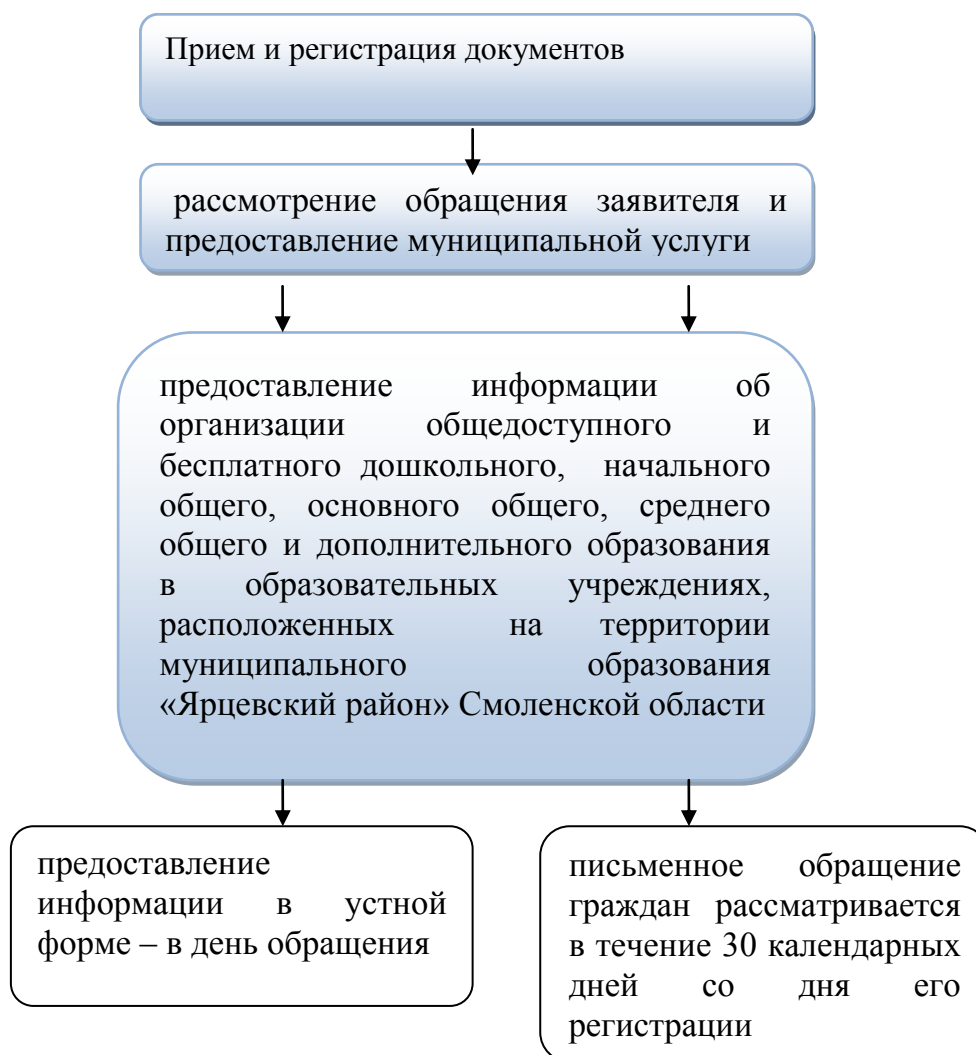 Прием и регистрация документов
рассмотрение обращения заявителя и
предоставление муниципальной услуги
предоставление информации об
организации общедоступного и
бесплатного дошкольного, начального
общего, основного общего, среднего
общего и дополнительного образования
в образовательных учреждениях,
расположенных на территории
муниципального образования
«Ярцевский район» Смоленской области
предоставление
информации в устной
форме – в день обращения
письменное обращение
граждан рассматривается
в течение 30 календарных
дней со дня его
регистрации